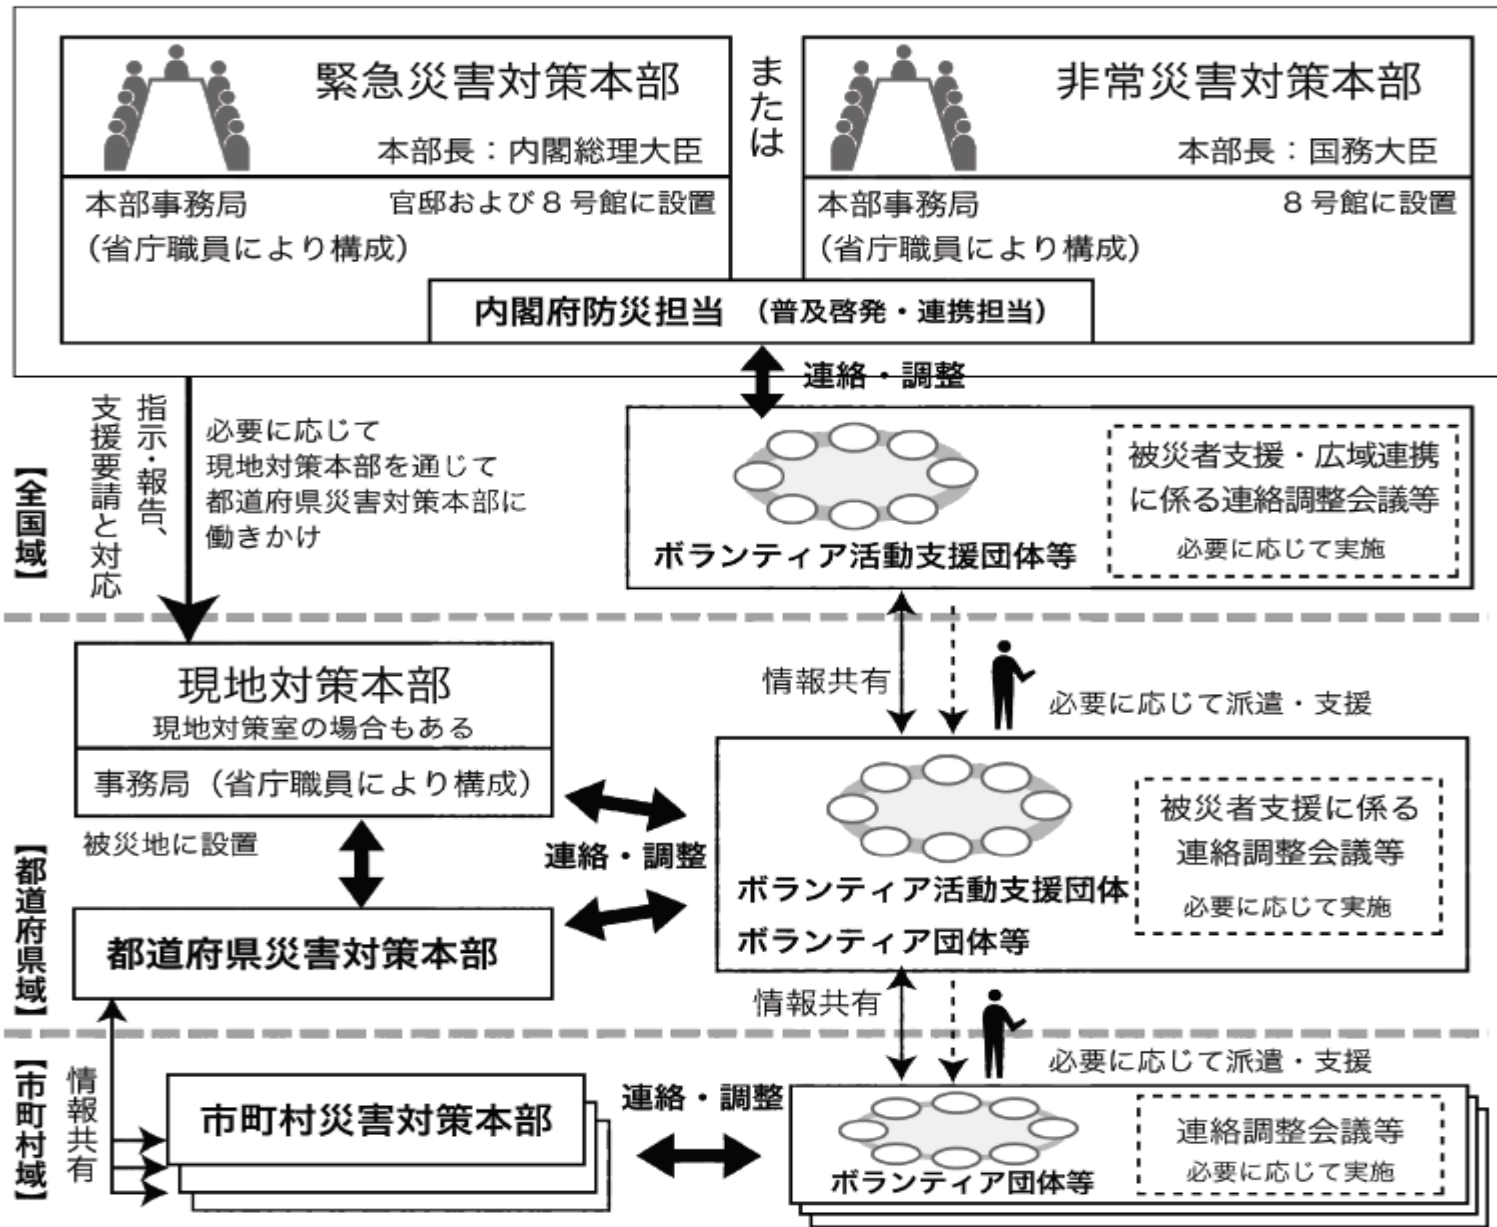 緊急災害対策本部
本部長：内閣総理大臣
本部事務局
官邸および8号館に設置
（省庁職員により構成）
または
非常災害対策本部
本部長：国務大臣
本部事務局
8号館に設置
（省庁職員により構成）
内閣府防災担当（普及啓発・連携担当）
連絡・調整
【全国域】
指示・報告、
支援要請と対応
必要に応じて
現地対策本部を通じて
都道府県災害対策本部に
働きかけ
ボランティア活動支援団体等
被災者支援・広域連携
に係る連絡調整会議等
必要に応じて実施
情報共有
必要に応じて派遣・支援
【都道府県域】
現地対策本部
現地対策室の場合もある
事務局（省庁職員により構成）
被災地に設置
連絡・調整
都道府県災害対策本部
ボランティア活動支援団体
ボランティア団体等
被災者支援に係る
連絡調整会議等
必要に応じて実施
情報共有
必要に応じて派遣・支援
【市町村域】
情報共有
市町村災害対策本部
連絡・調整
ボランティア団体等
連絡調整会議等
必要に応じて実施